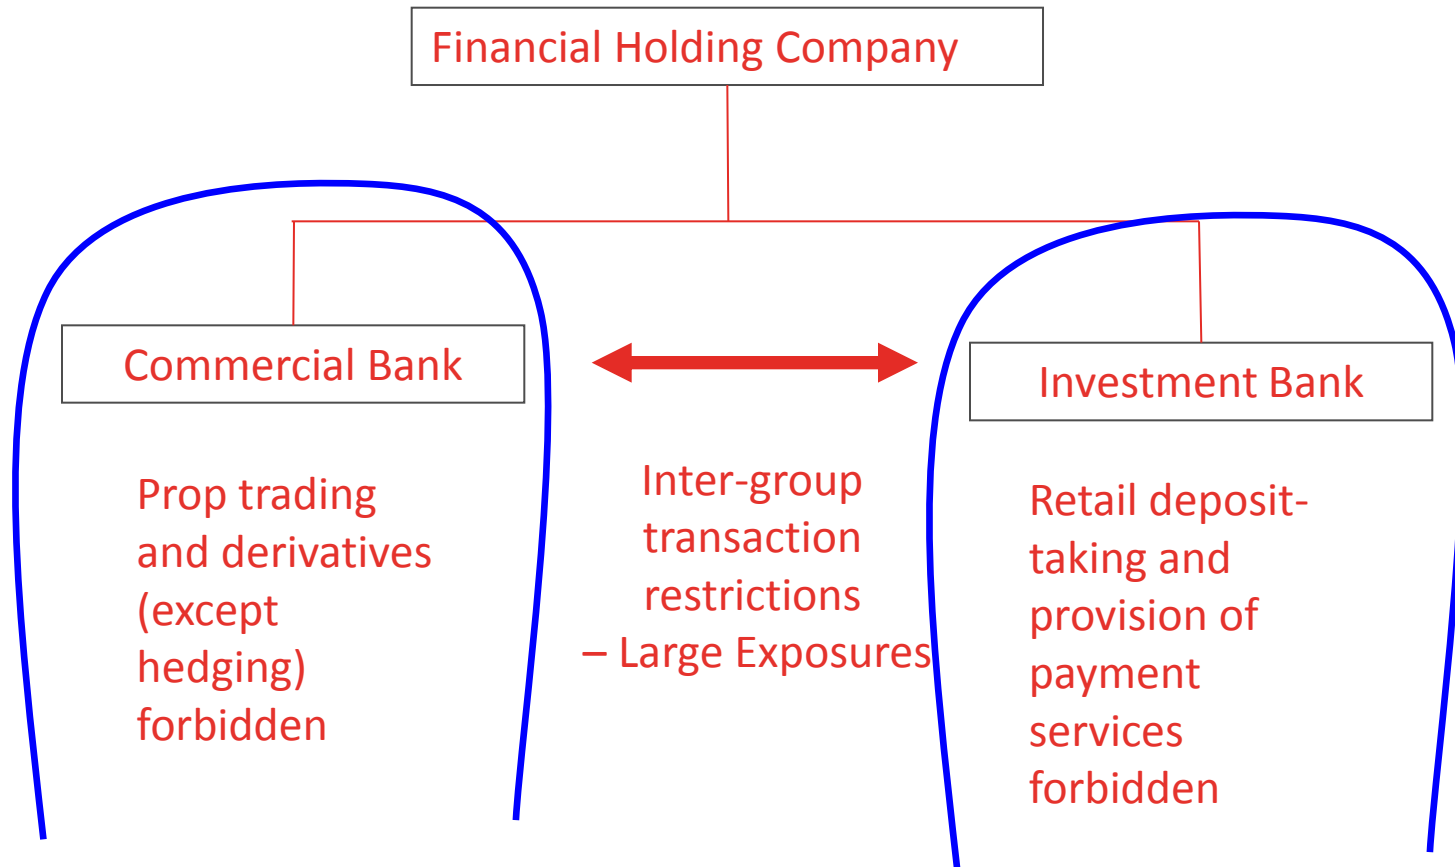 Financial Holding Company
Commercial Bank
Investment Bank
Prop trading
and derivatives
(except
hedging)
forbidden
Inter-group
transaction
restrictions
– Large Exposures
Retail deposit-
taking and
provision of
payment
services
forbidden